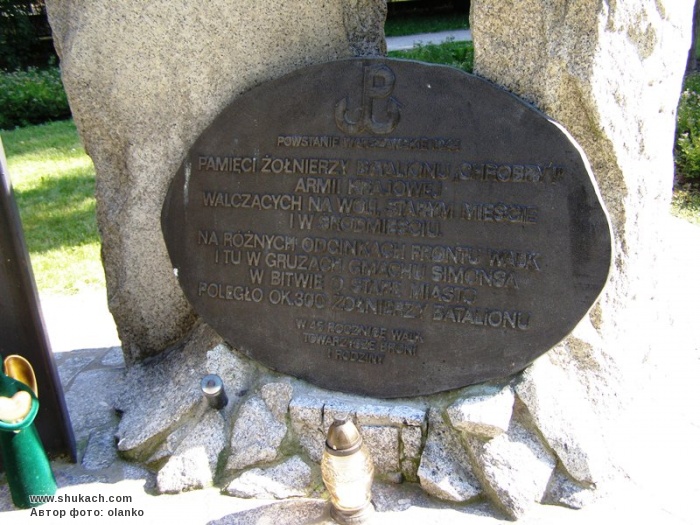 POWSTANIE WARSZAWSKIE 1944
PAMIĘCI ŻOŁNIERZY BATALIONU „CHROBRY I"
ARMII KRAJOWEJ
WALCZĄCYCH NA WOLI, STARYM MIEŚCIE
I W ŚRÓDMIEŚCIU.
NA RÓŻNYCH ODCINKACH FRONTU WALK
I TU W GRUZACH GMACHU SIMONSA
W BITWIE O STARE MIASTO
POLEGŁO OK. 300 ŻOŁNIERZY BATALIONU
W 45 ROCZNICĘ WALK
TOWARZYSZE BRONI
I RODZINY
www.shukach.com
Автор фото: olanko